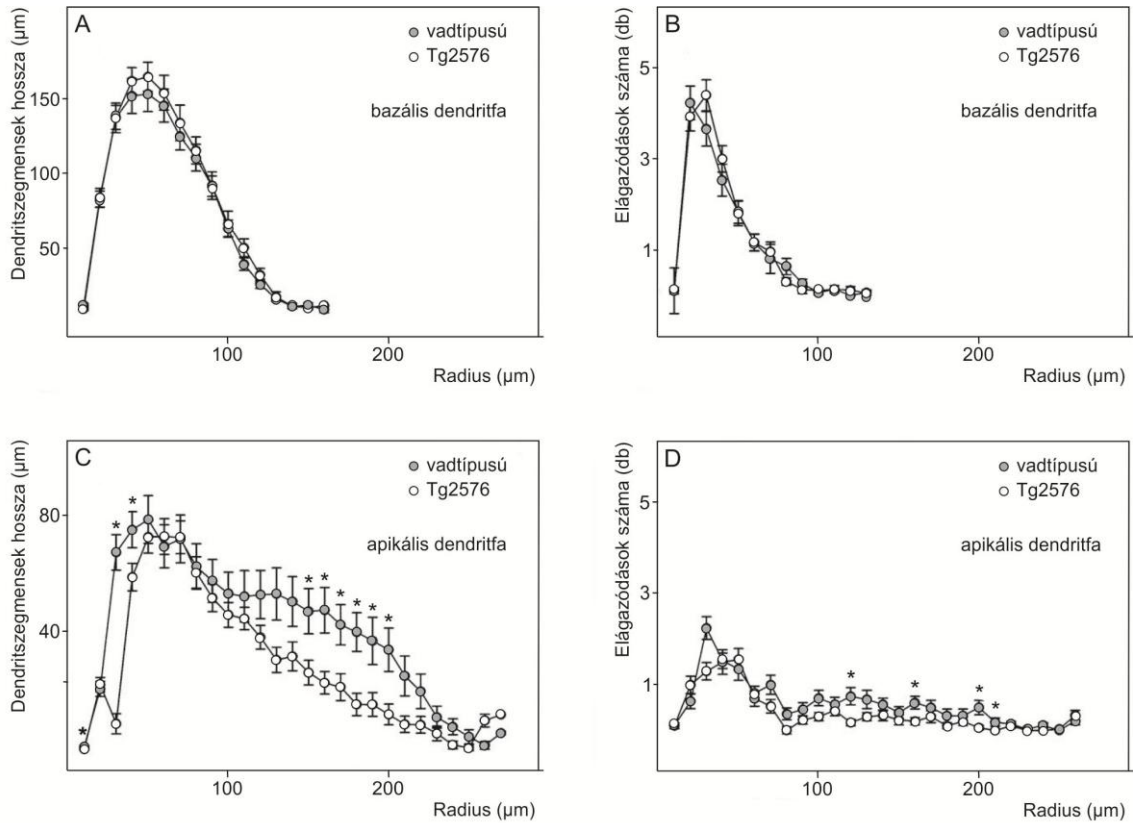 A
Dendritszegmensek hossza (µm)
vadtípusú
Tg2576
bazális dendritfa
150
100
50
100
200
Radius (µm)
B
Elágazódások száma (db)
vadtípusú
Tg2576
bazális dendritfa
5
3
1
100
200
Radius (µm)
C
Dendritszegmensek hossza (µm)
vadtípusú
Tg2576
apikális dendritfa
80
40
* * * * * * * * *
100
200
Radius (µm)
D
Elágazódások száma (db)
vadtípusú
Tg2576
apikális dendritfa
5
3
1
* * * *
100
200
Radius (µm)